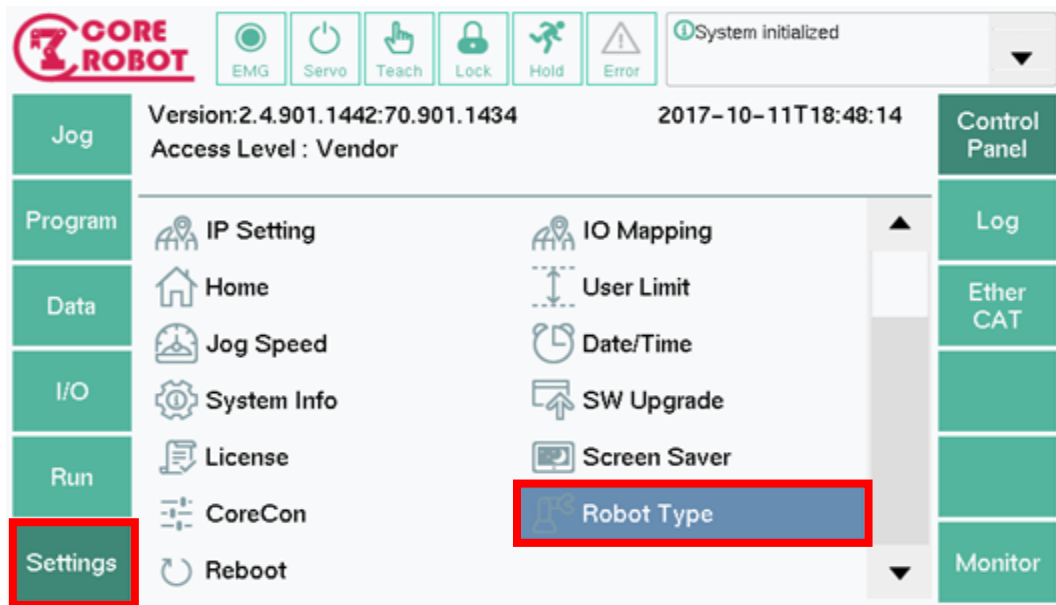 CORE
ROBOT
EMG
Servo
Teach
Lock
Hold
Error
System initialized
Jog
Program
Data
I/O
Run
Settings
Version:2.4.901.1442:70.901.1434
2017-10-11T18:48:14
Access Level : Vendor
IP Setting
IO Mapping
Home
User Limit
Jog Speed
Date/Time
System Info
SW Upgrade
License
Screen Saver
CoreCon
Robot Type
Reboot
Control
Panel
Log
Ether
CAT
Monitor